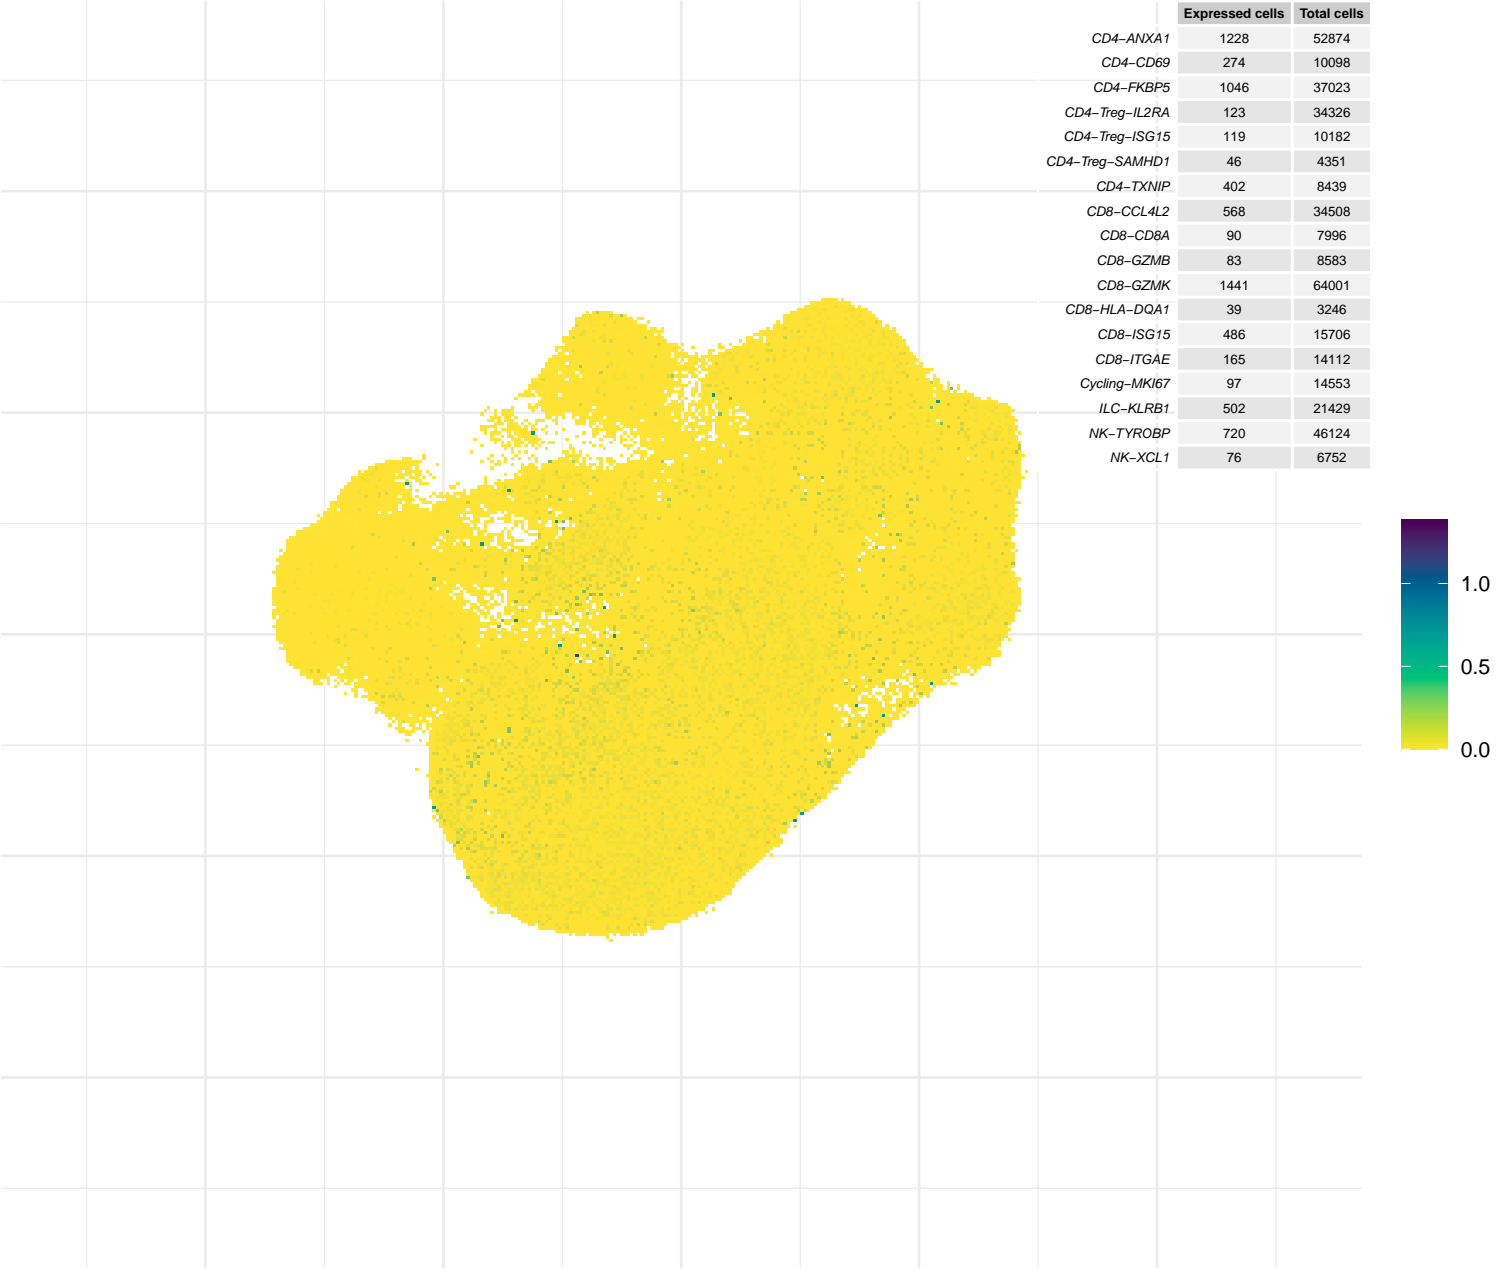 Expressed cells Total cells
CD4−ANXA1 1228 52874
CD4−CD69 274 10098
CD4−FKBP5 1046 37023
CD4−Treg−IL2RA 123 34326
CD4−Treg−ISG15 119 10182
CD4−Treg−SAMHD1 46 4351
CD4−TXNIP 402 8439
CD8−CCL4L2 568 34508
CD8−CD8A 90 7996
CD8−GZMB 83 8583
CD8−GZMK 1441 64001
CD8−HLA−DQA1 39 3246
CD8−ISG15 486 15706
CD8−ITGAE 165 14112
Cycling−MKI67 97 14553
ILC−KLRB1 502 21429
NK−TYROBP 720 46124
NK−XCL1 76 6752
1.0
0.5
0.0